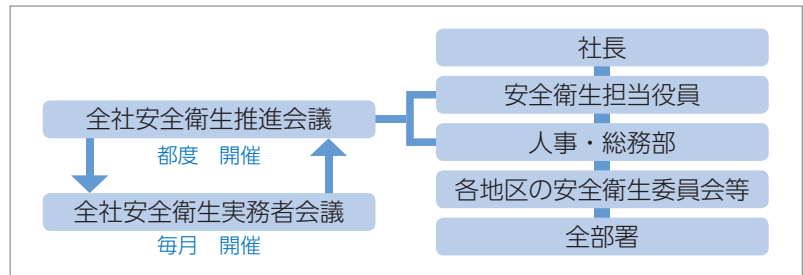 社長
安全衛生担当役員
全社安全衛生推進会議
人事・総務部
都度　開催
各地区の安全衛生委員会等
全社安全衛生実務者会議
全部署
毎月　開催